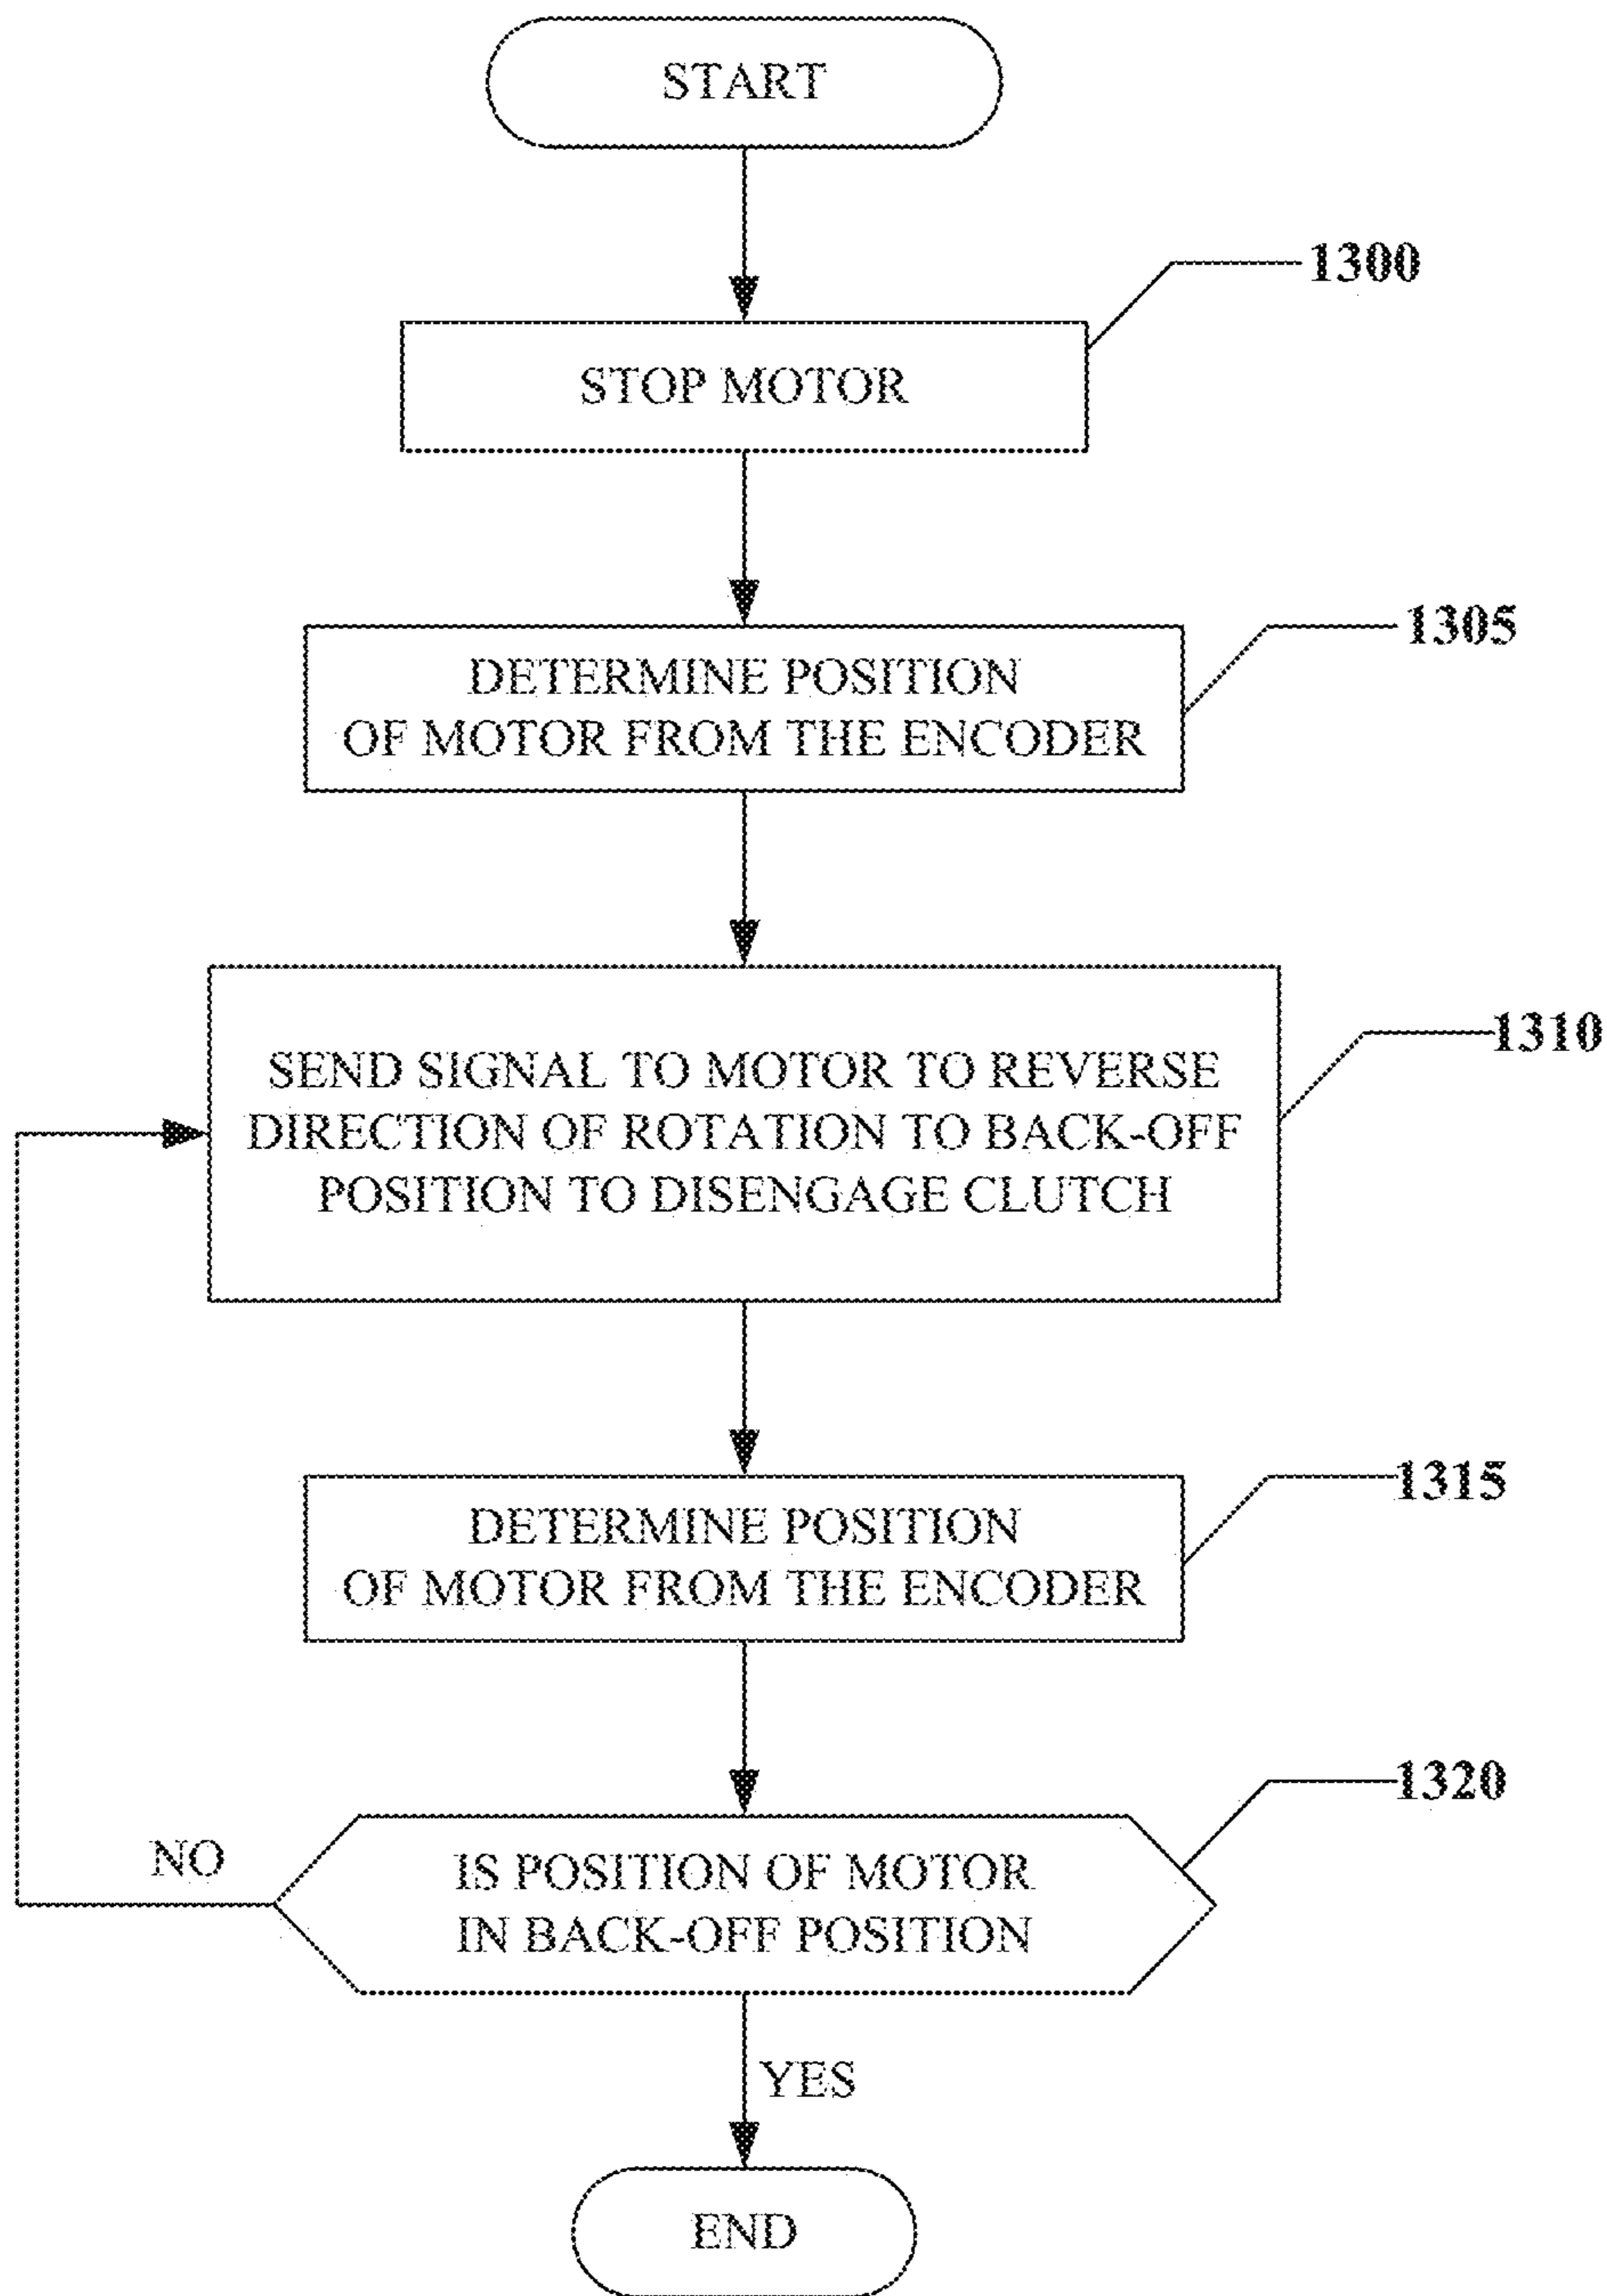 START
1300
STOP MOTOR
1305
DETERMINE POSITION
OF MOTOR FROM THE ENCODER
1310
SEND SIGNAL TO MOTOR TO REVERSE
DIRECTION OF ROTATION TO BACK-OFF
POSITION TO DISENGAGE CLUTCH
1315
DETERMINE POSITION
OF MOTOR FROM THE ENCODER
1320
NO
IS POSITION OF MOTOR
IN BACK-OFF POSITION
YES
END